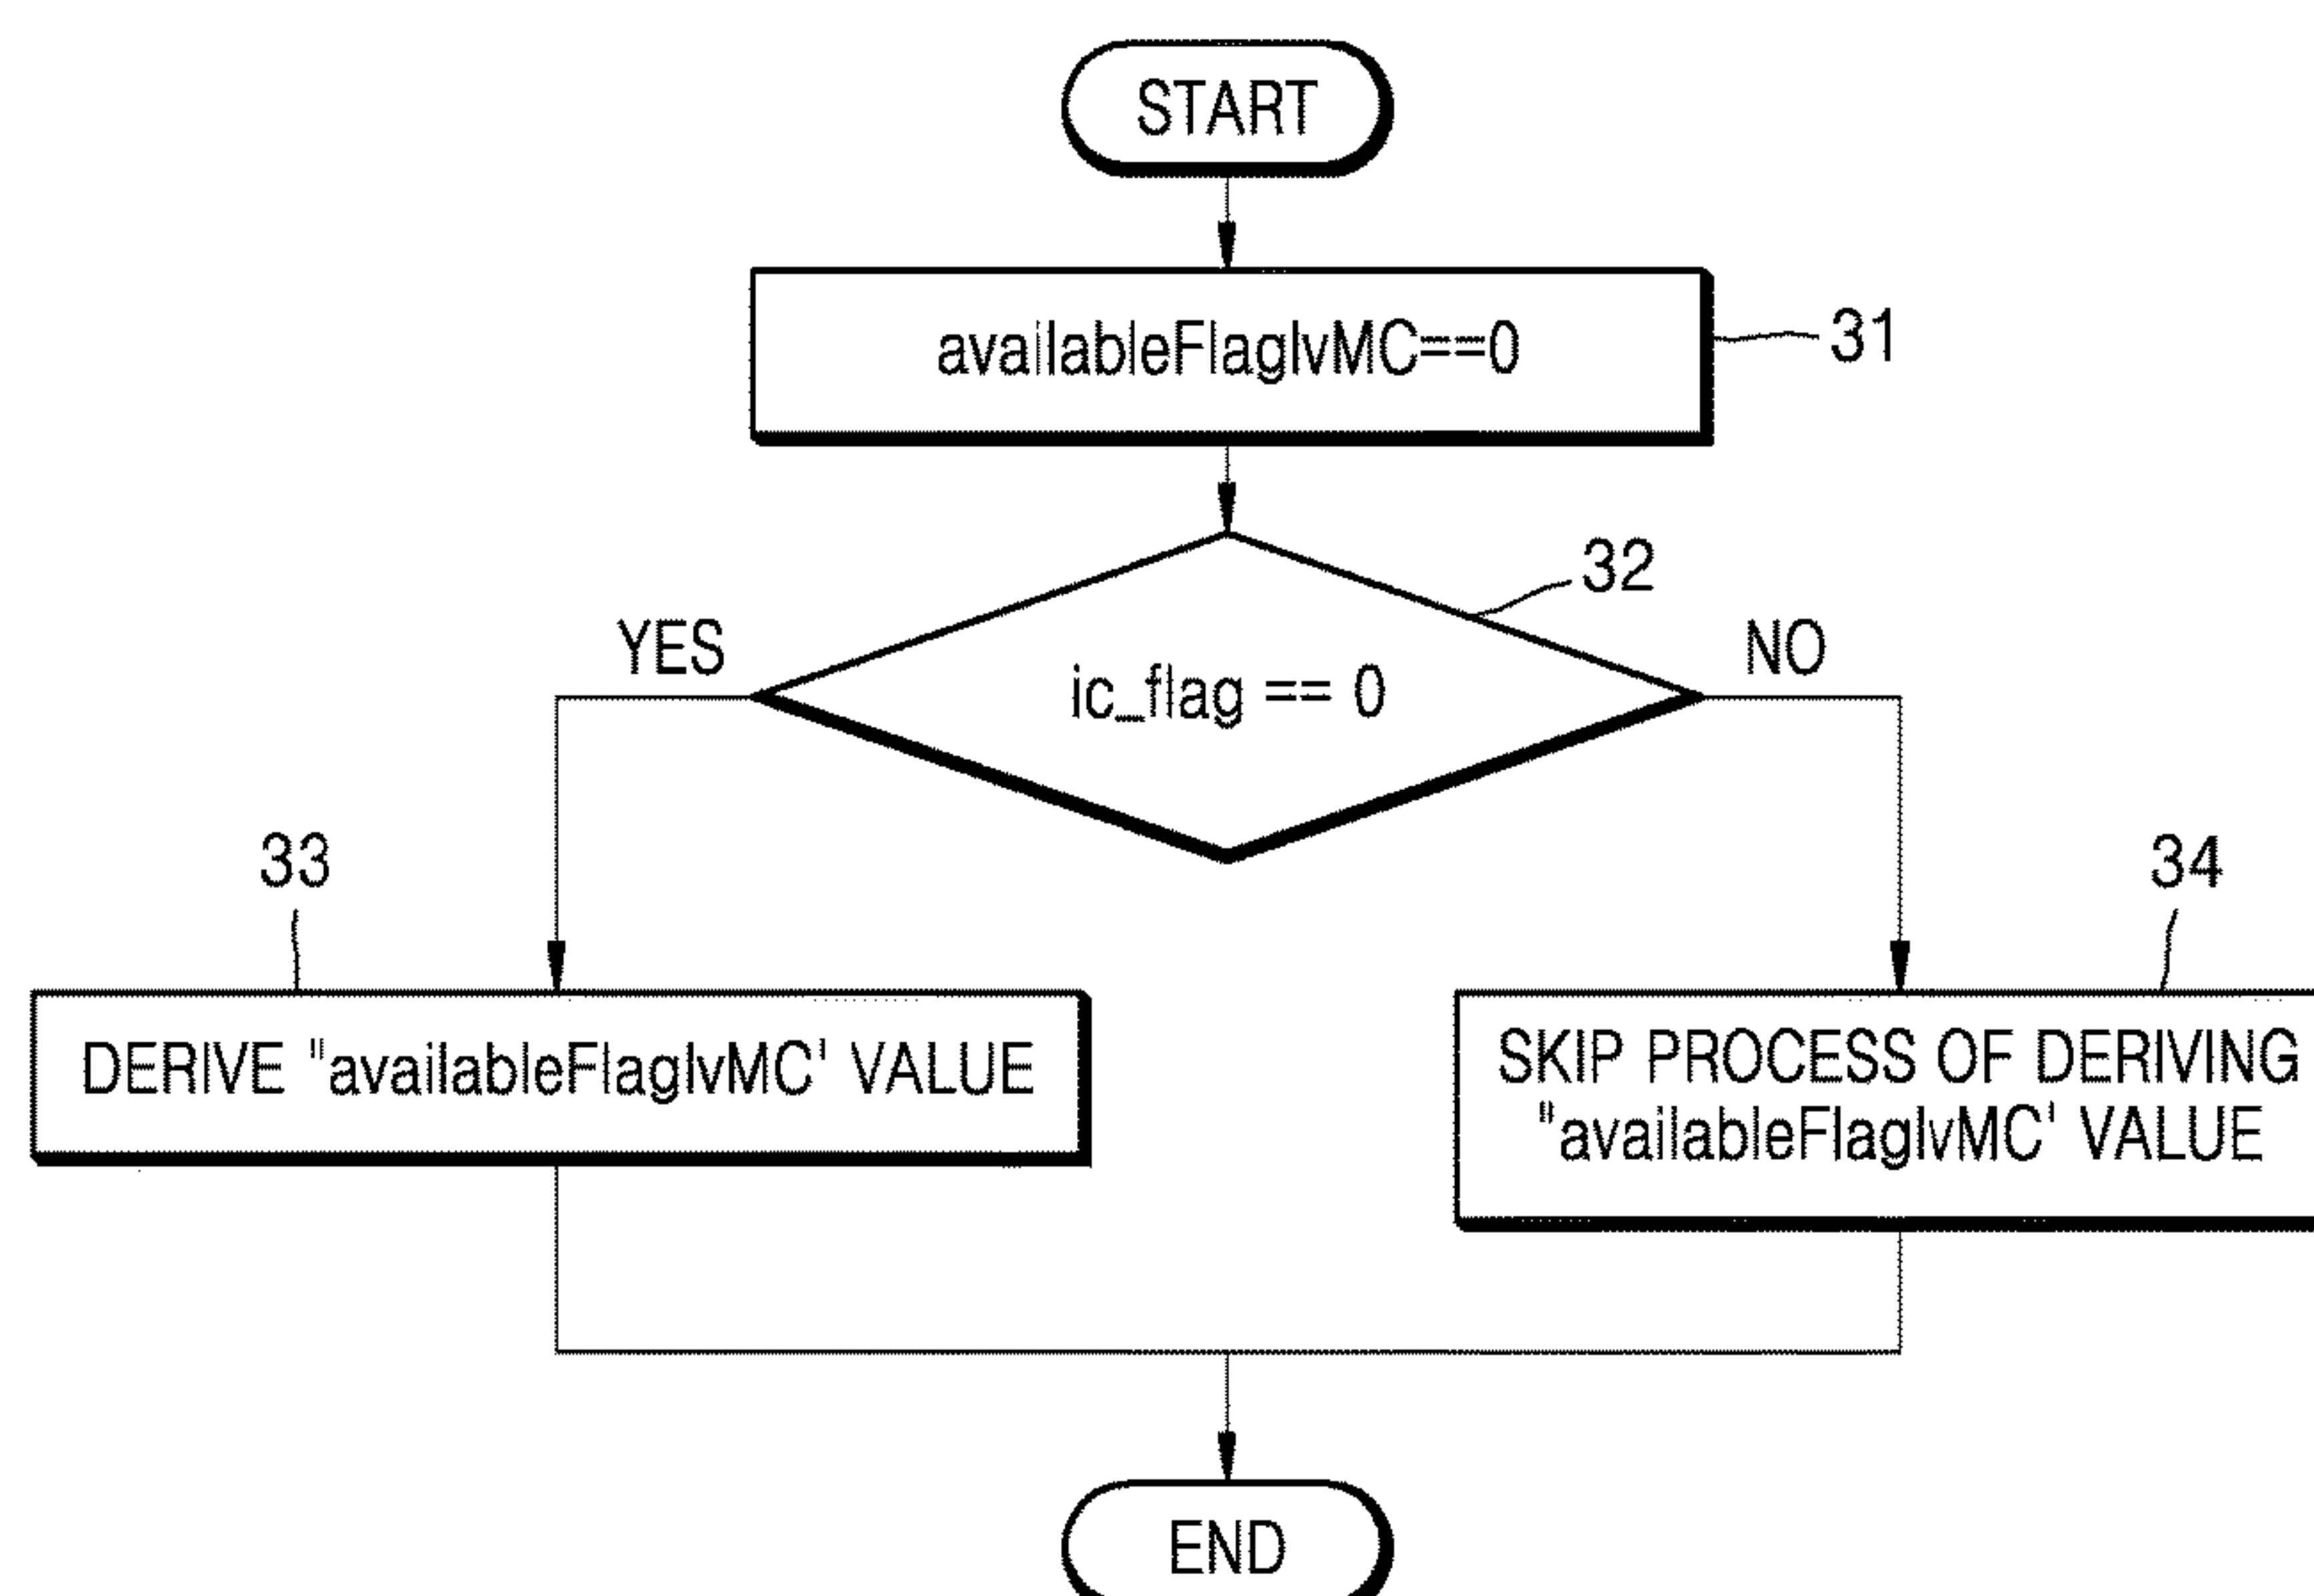 START
availableFlagIvMC==0
31
32
YES
NO
ic_flag == 0
33
34
DERIVE "availableFlagIvMC' VALUE
SKIP PROCESS OF DERIVING
"availableFlagIvMC' VALUE
END